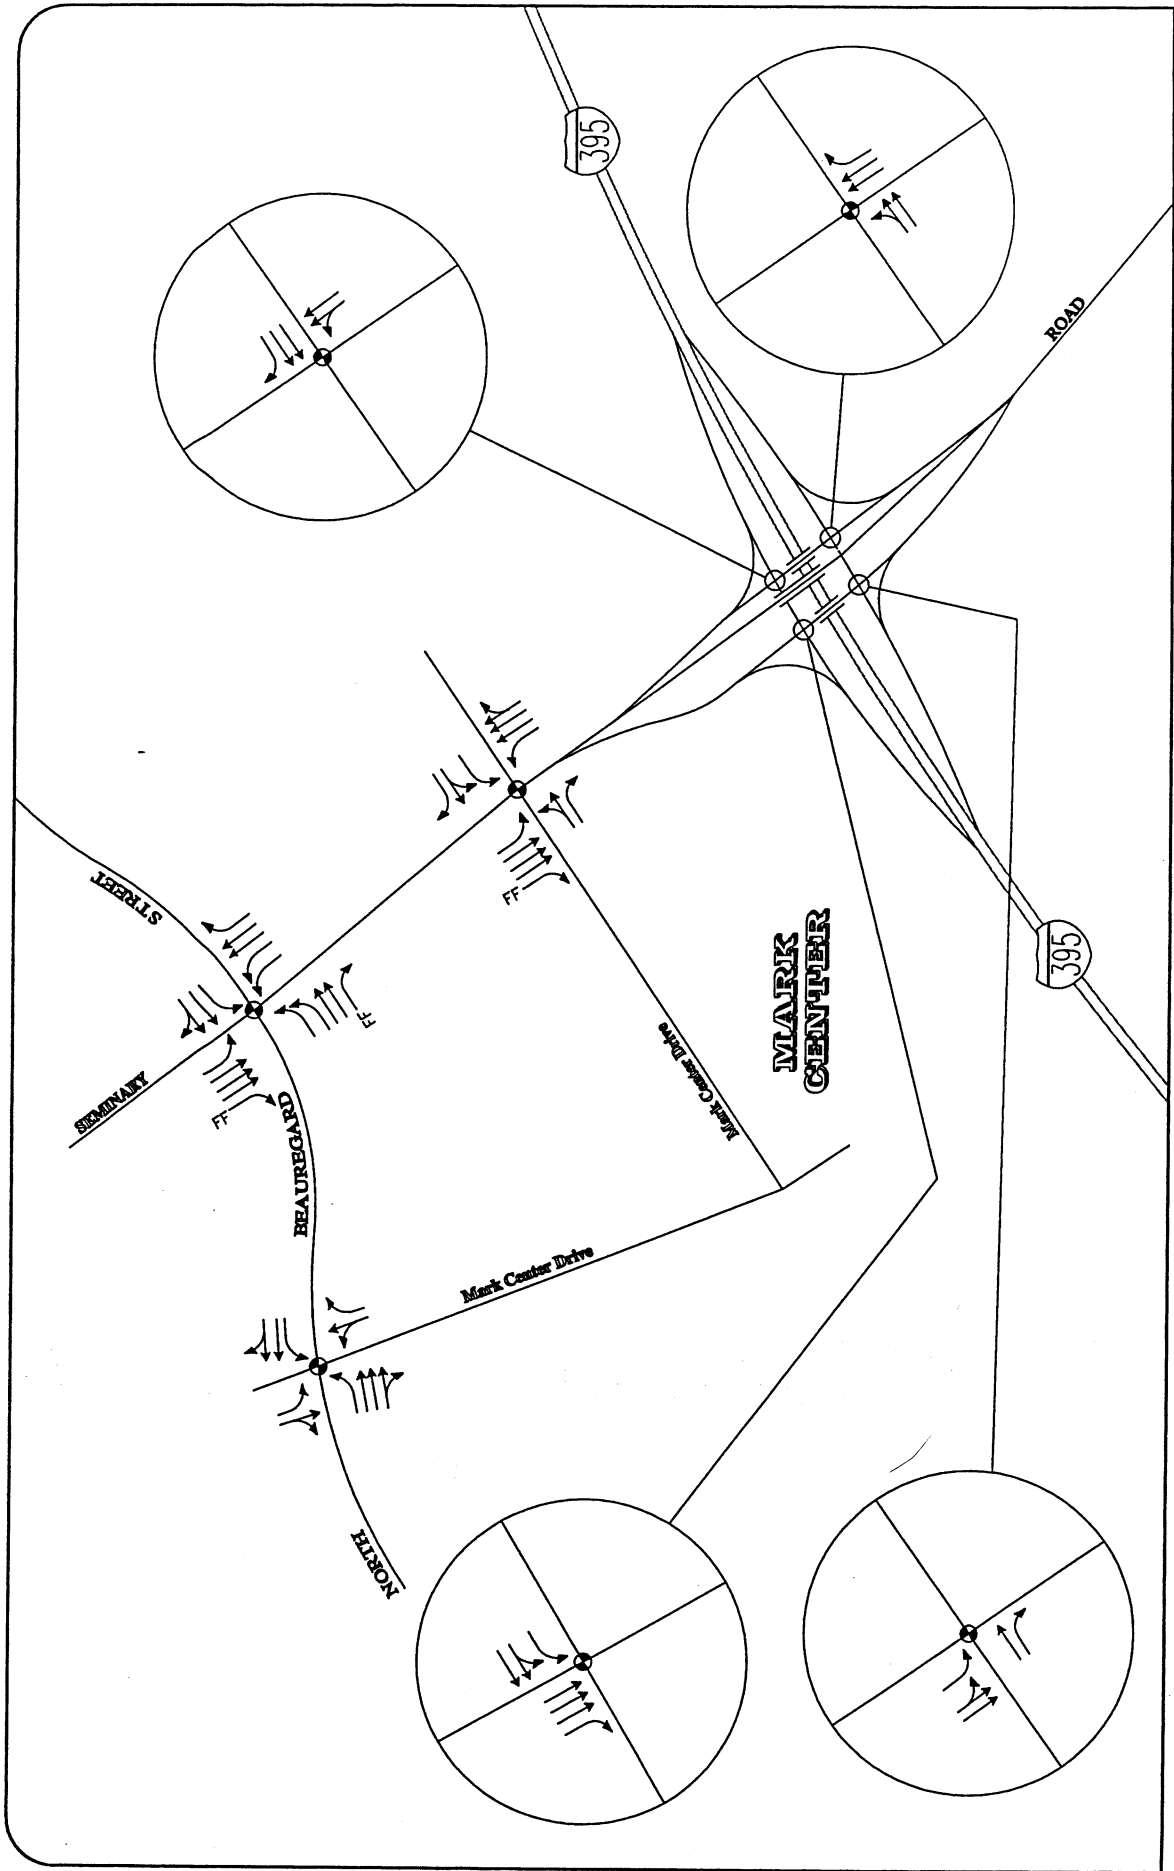 395
ROAD
STREET
FF
FF
FF
SEMINARY
BEAUREGARD
MARK
CENTER
395
Mark Center Drive
Mark Center Drive
NORTH